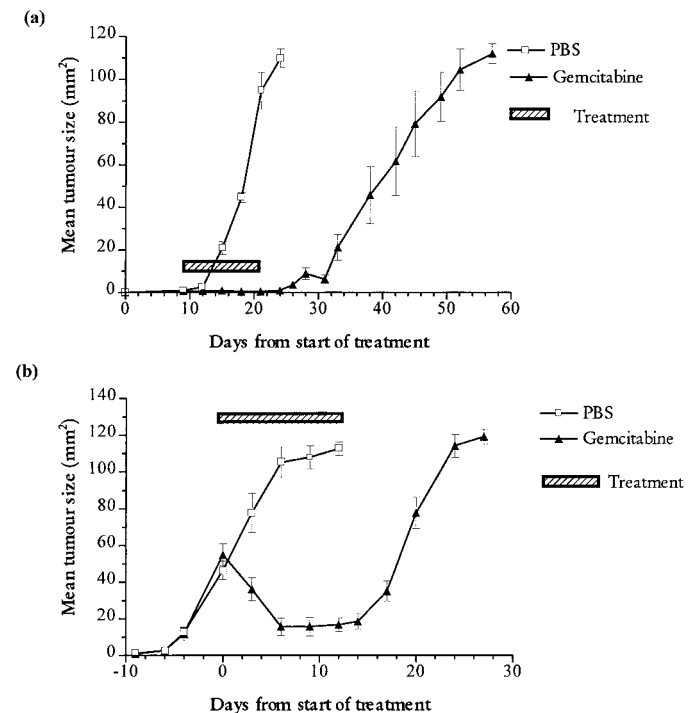 (a)
120
100
80
60
40
20
0
Mean tumour size (mm²)
0 10 20 30 40 50 60
Days from start of treatment
PBS
Gemcitabine
Treatment
(b)
140
120
100
80
60
40
20
0
Mean tumour size (mm²)
-10 0 10 20 30
Days from start of treatment
PBS
Gemcitabine
Treatment